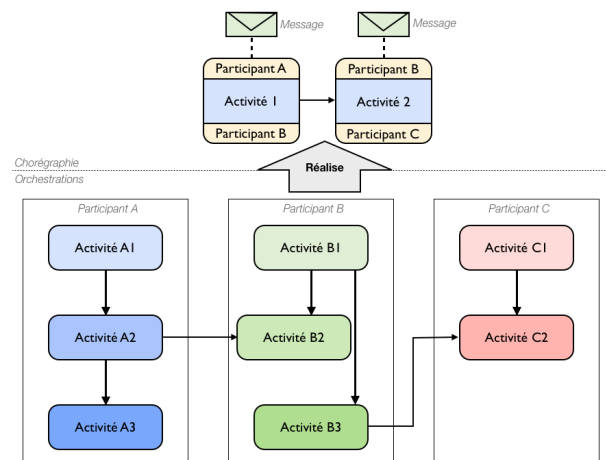 Message
Message
Participant A
Participant B
Activité 1
Activité 2
Participant B
Participant C
Chorégraphie
Réalise
Orchestrations
Participant A
Participant B
Participant C
Activité A1
Activité B1
Activité C1
Activité A2
Activité B2
Activité C2
Activité A3
Activité B3